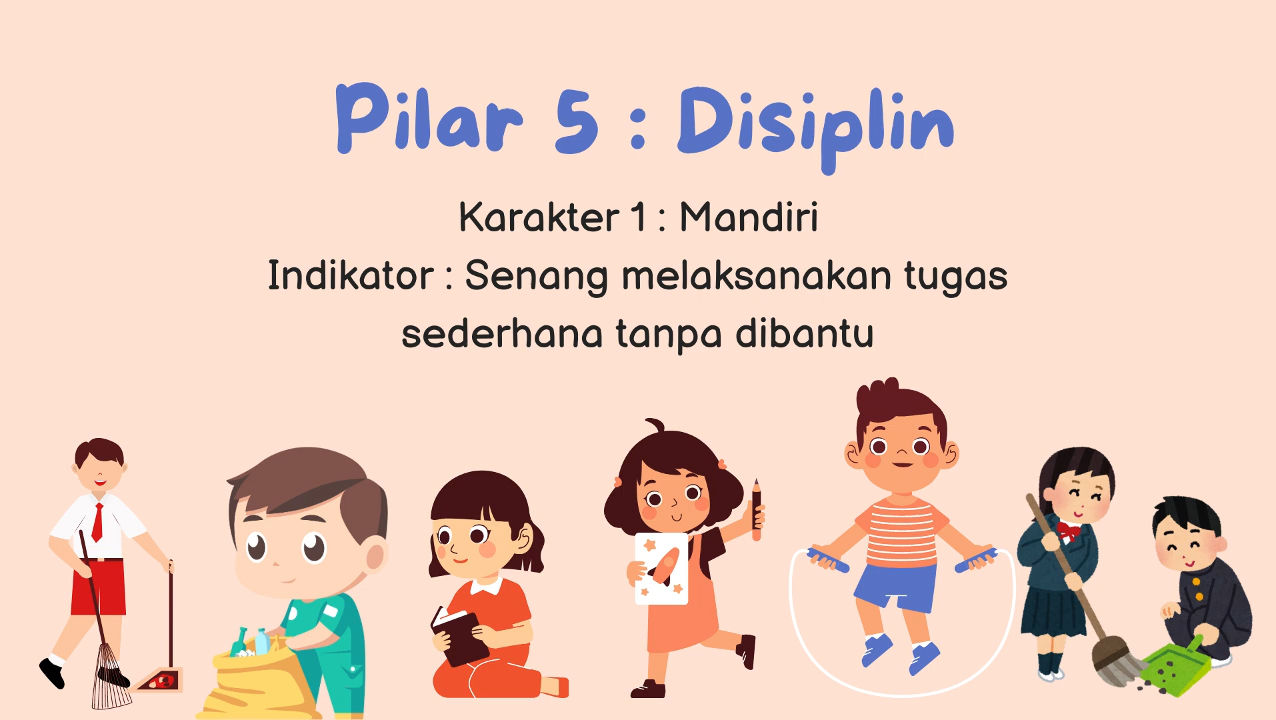 Pilar 5 : Disiplin
Karakter 1 : Mandiri
Indikator : Senang melaksanakan tugas
sederhana tanpa dibantu